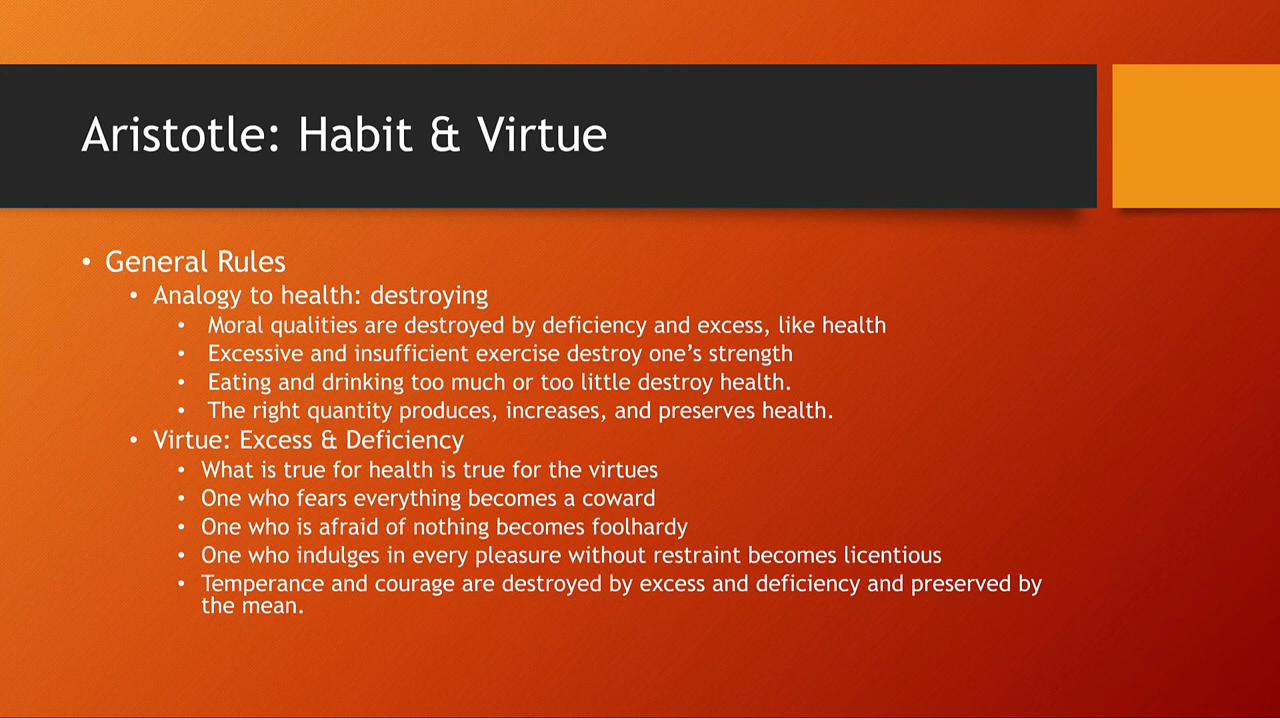 Aristotle: Habit & Virtue
• General Rules
• Analogy to health: destroying
• Moral qualities are destroyed by deficiency and excess, like health
• Excessive and insufficient exercise destroy one’s strength
• Eating and drinking too much or too little destroy health.
• The right quantity produces, increases, and preserves health.
• Virtue: Excess & Deficiency
• What is true for health is true for the virtues
• One who fears everything becomes a coward
• One who is afraid of nothing becomes foolhardy
• One who indulges in every pleasure without restraint becomes licentious
• Temperance and courage are destroyed by excess and deficiency and preserved by
the mean.